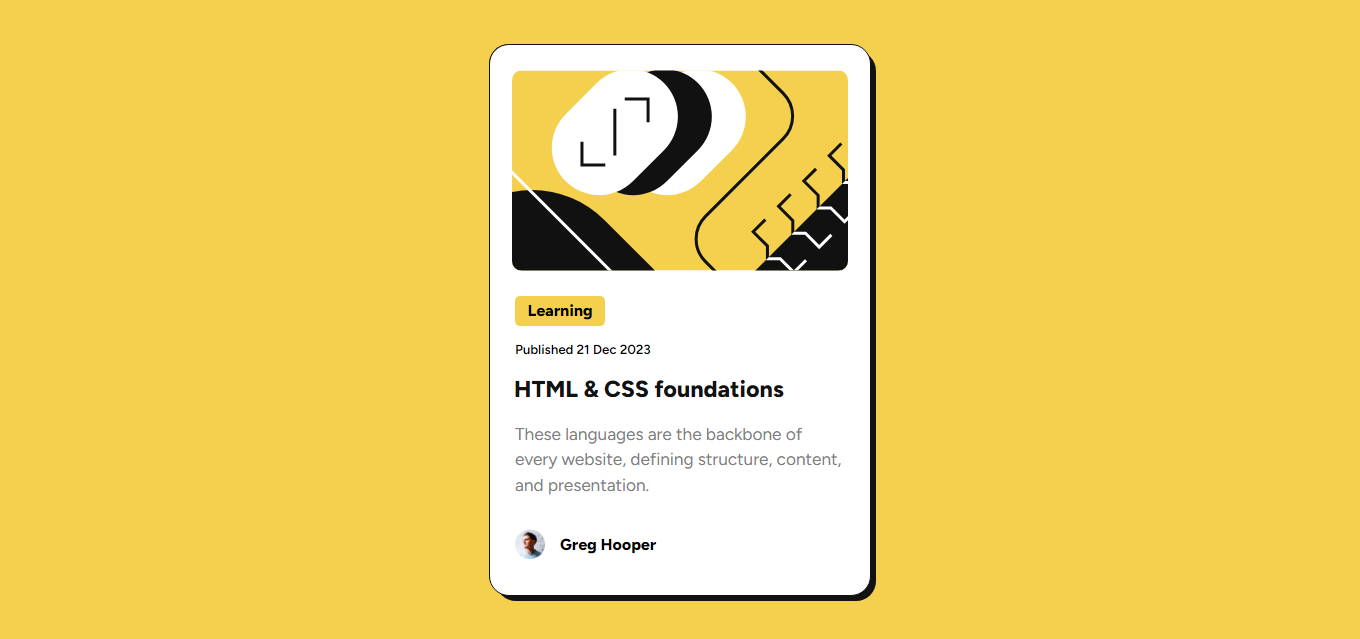 Learning
Published 21 Dec 2023
HTML & CSS foundations
These languages are the backbone of
every website, defining structure, content,
and presentation.
Greg Hooper